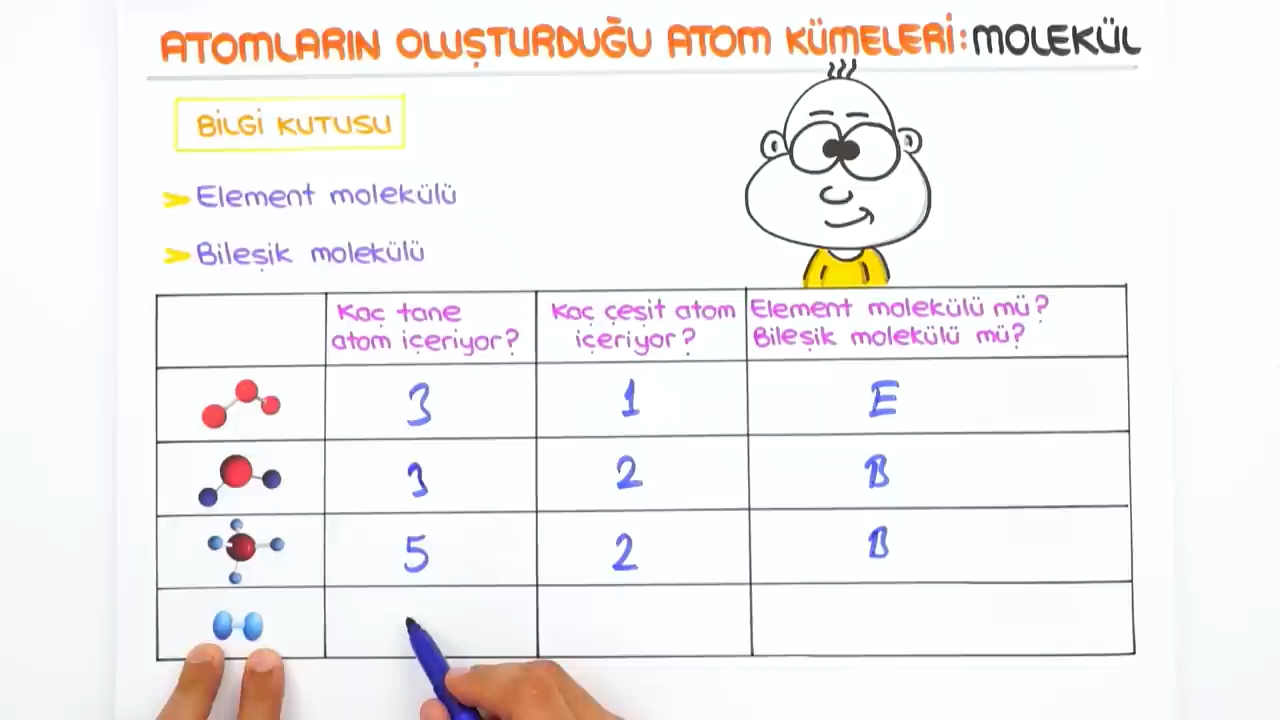 ATOMLARIN OLUŞTURDUĞU ATOM KÜMELERİ: MOLEKÜL
BİLGİ KUTUSU
Element molekülü
Bileşik molekülü
Kaç tane
atom içeriyor?
Kaç çeşit atom
içeriyor?
Element molekülü mü?
Bileşik molekülü mü?
3 1 E
3 2 B
5 2 B